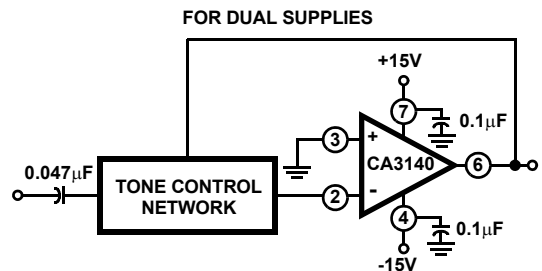 FOR DUAL SUPPLIES
+15V
7
0.1μF
3
+
CA3140
6
0.047μF
TONE CONTROL
NETWORK
2
-
4
0.1μF
-15V